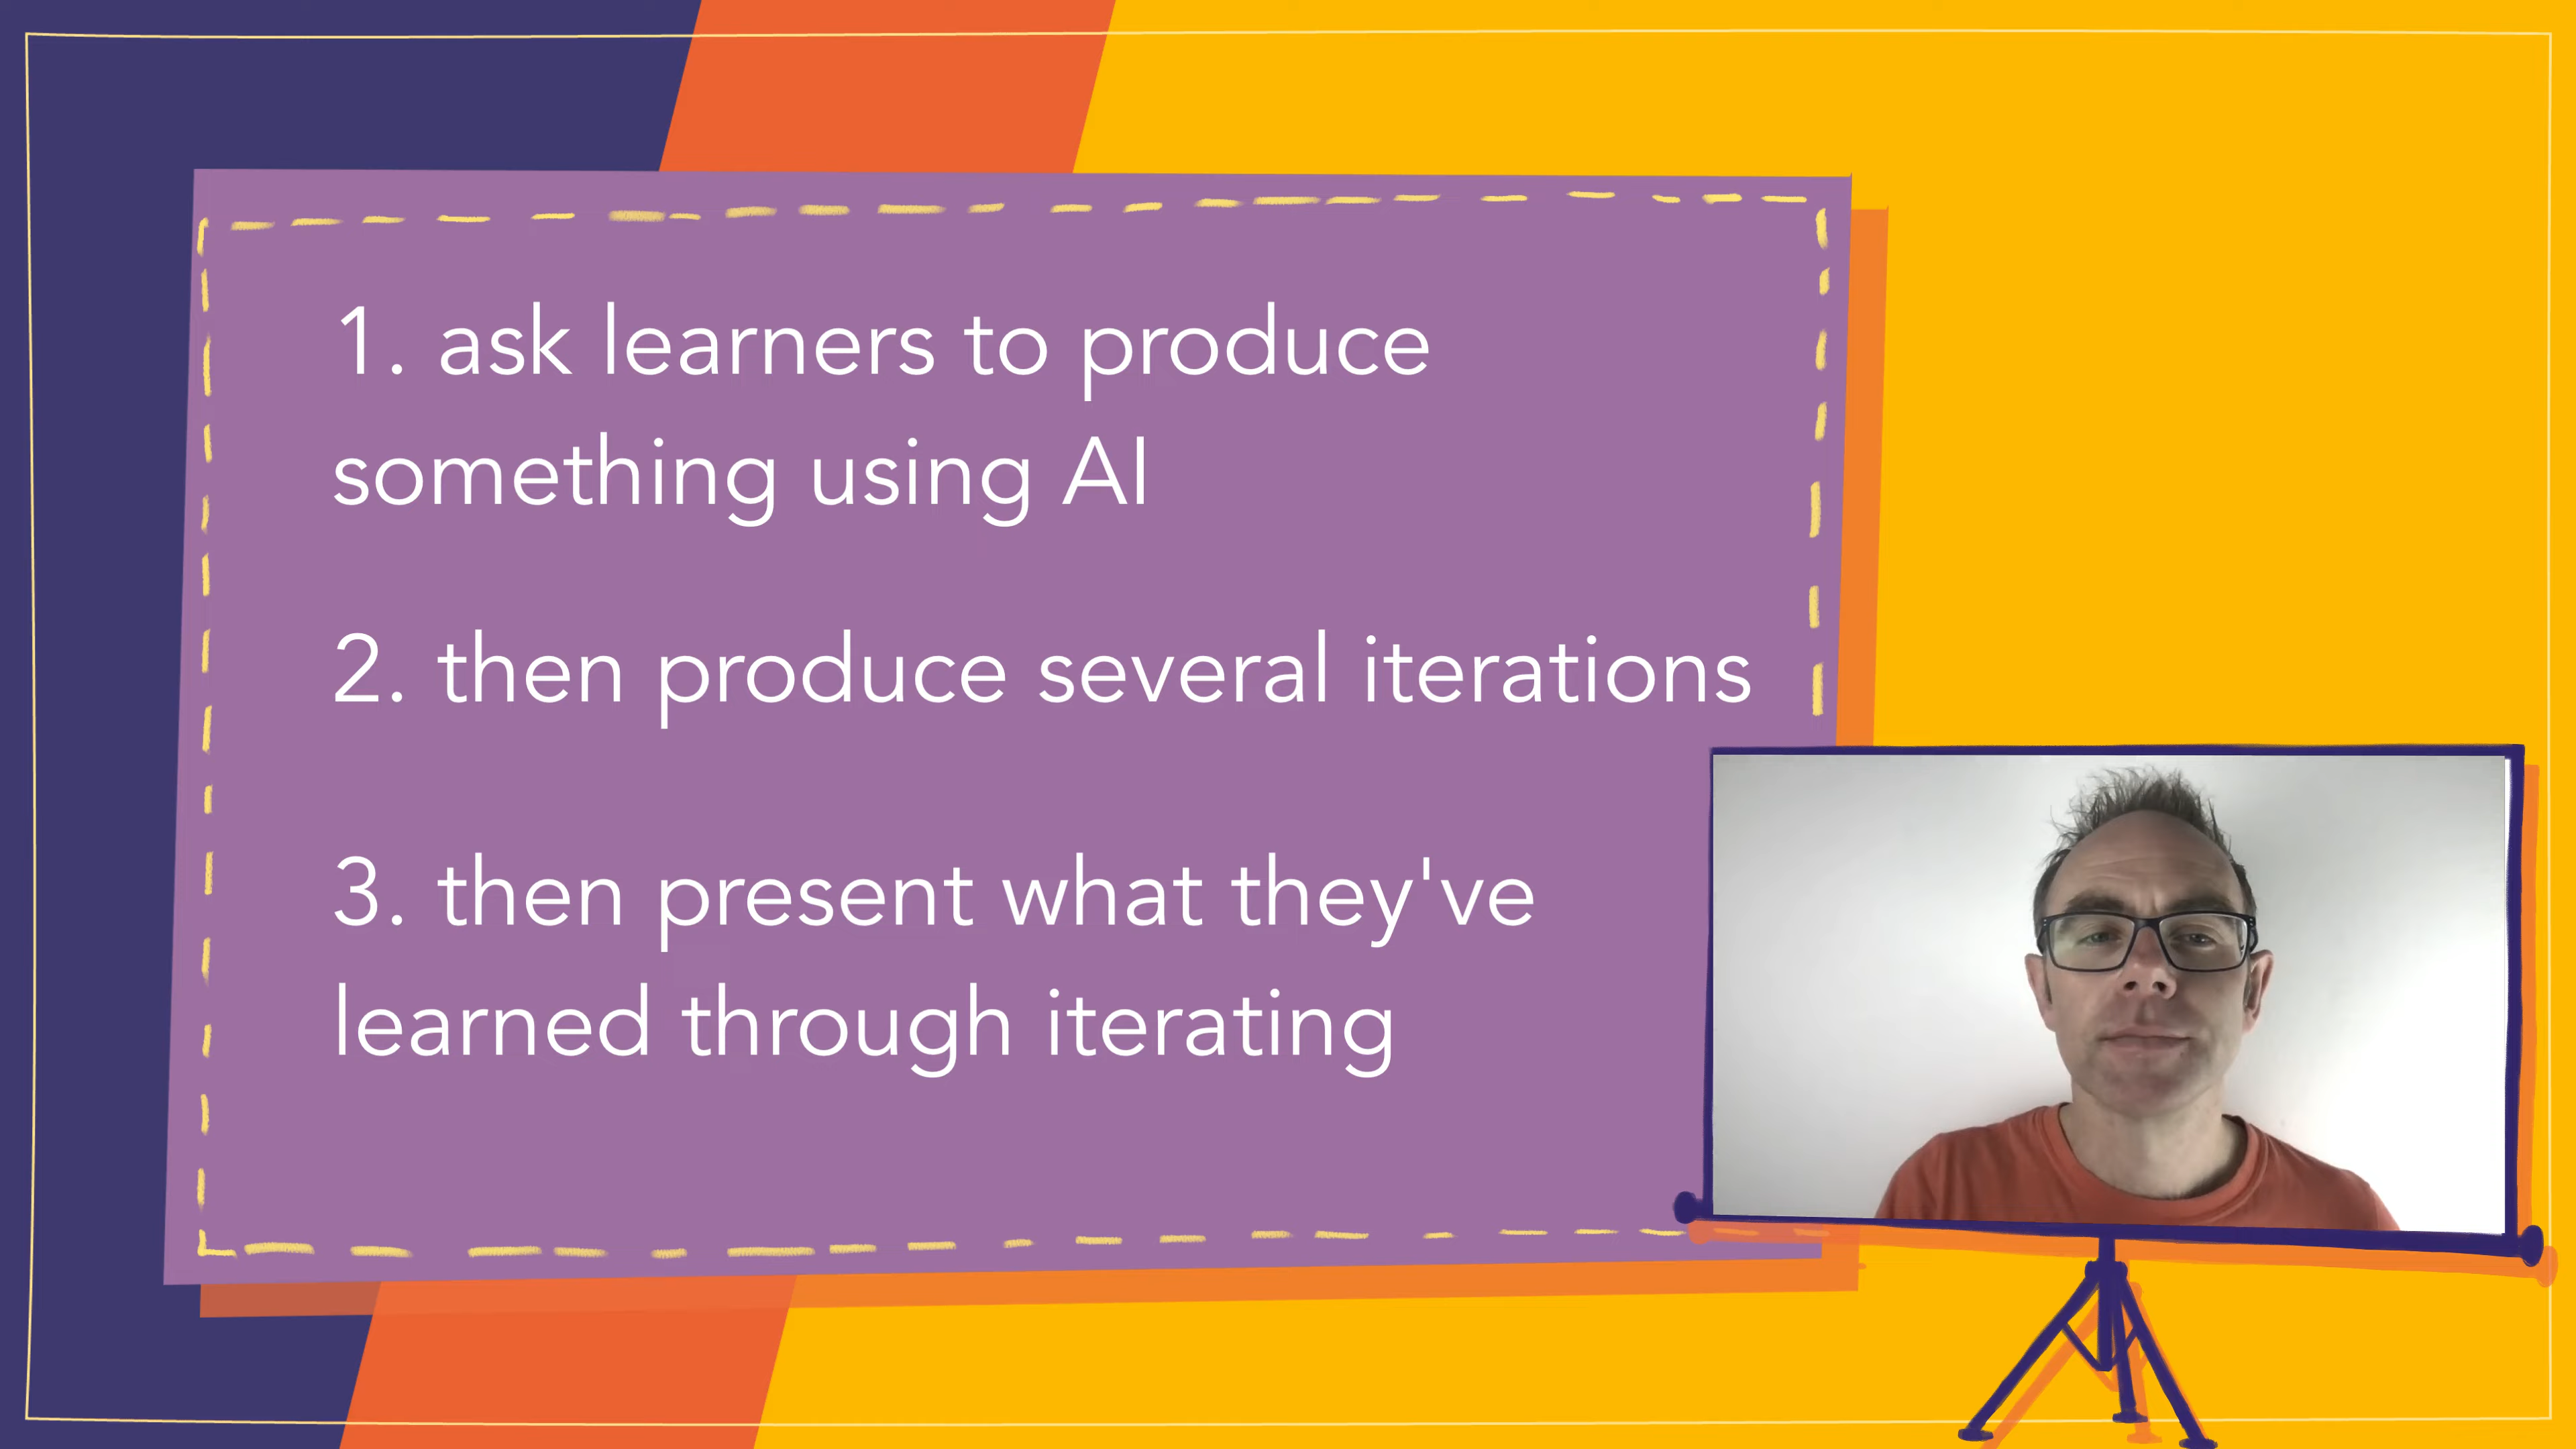 1. ask learners to produce
something using AI
2. then produce several iterations
3. then present what they've
learned through iterating